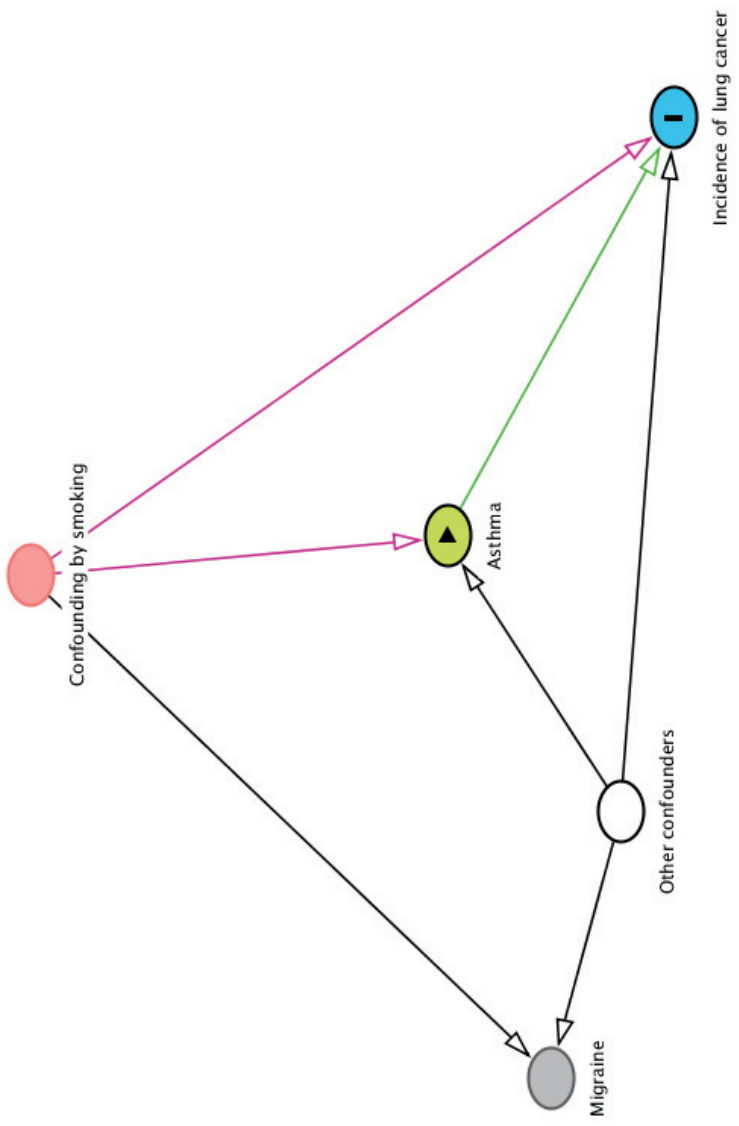 Confounding by smoking
Asthma
Incidence of lung cancer
Other confounders
Migraine